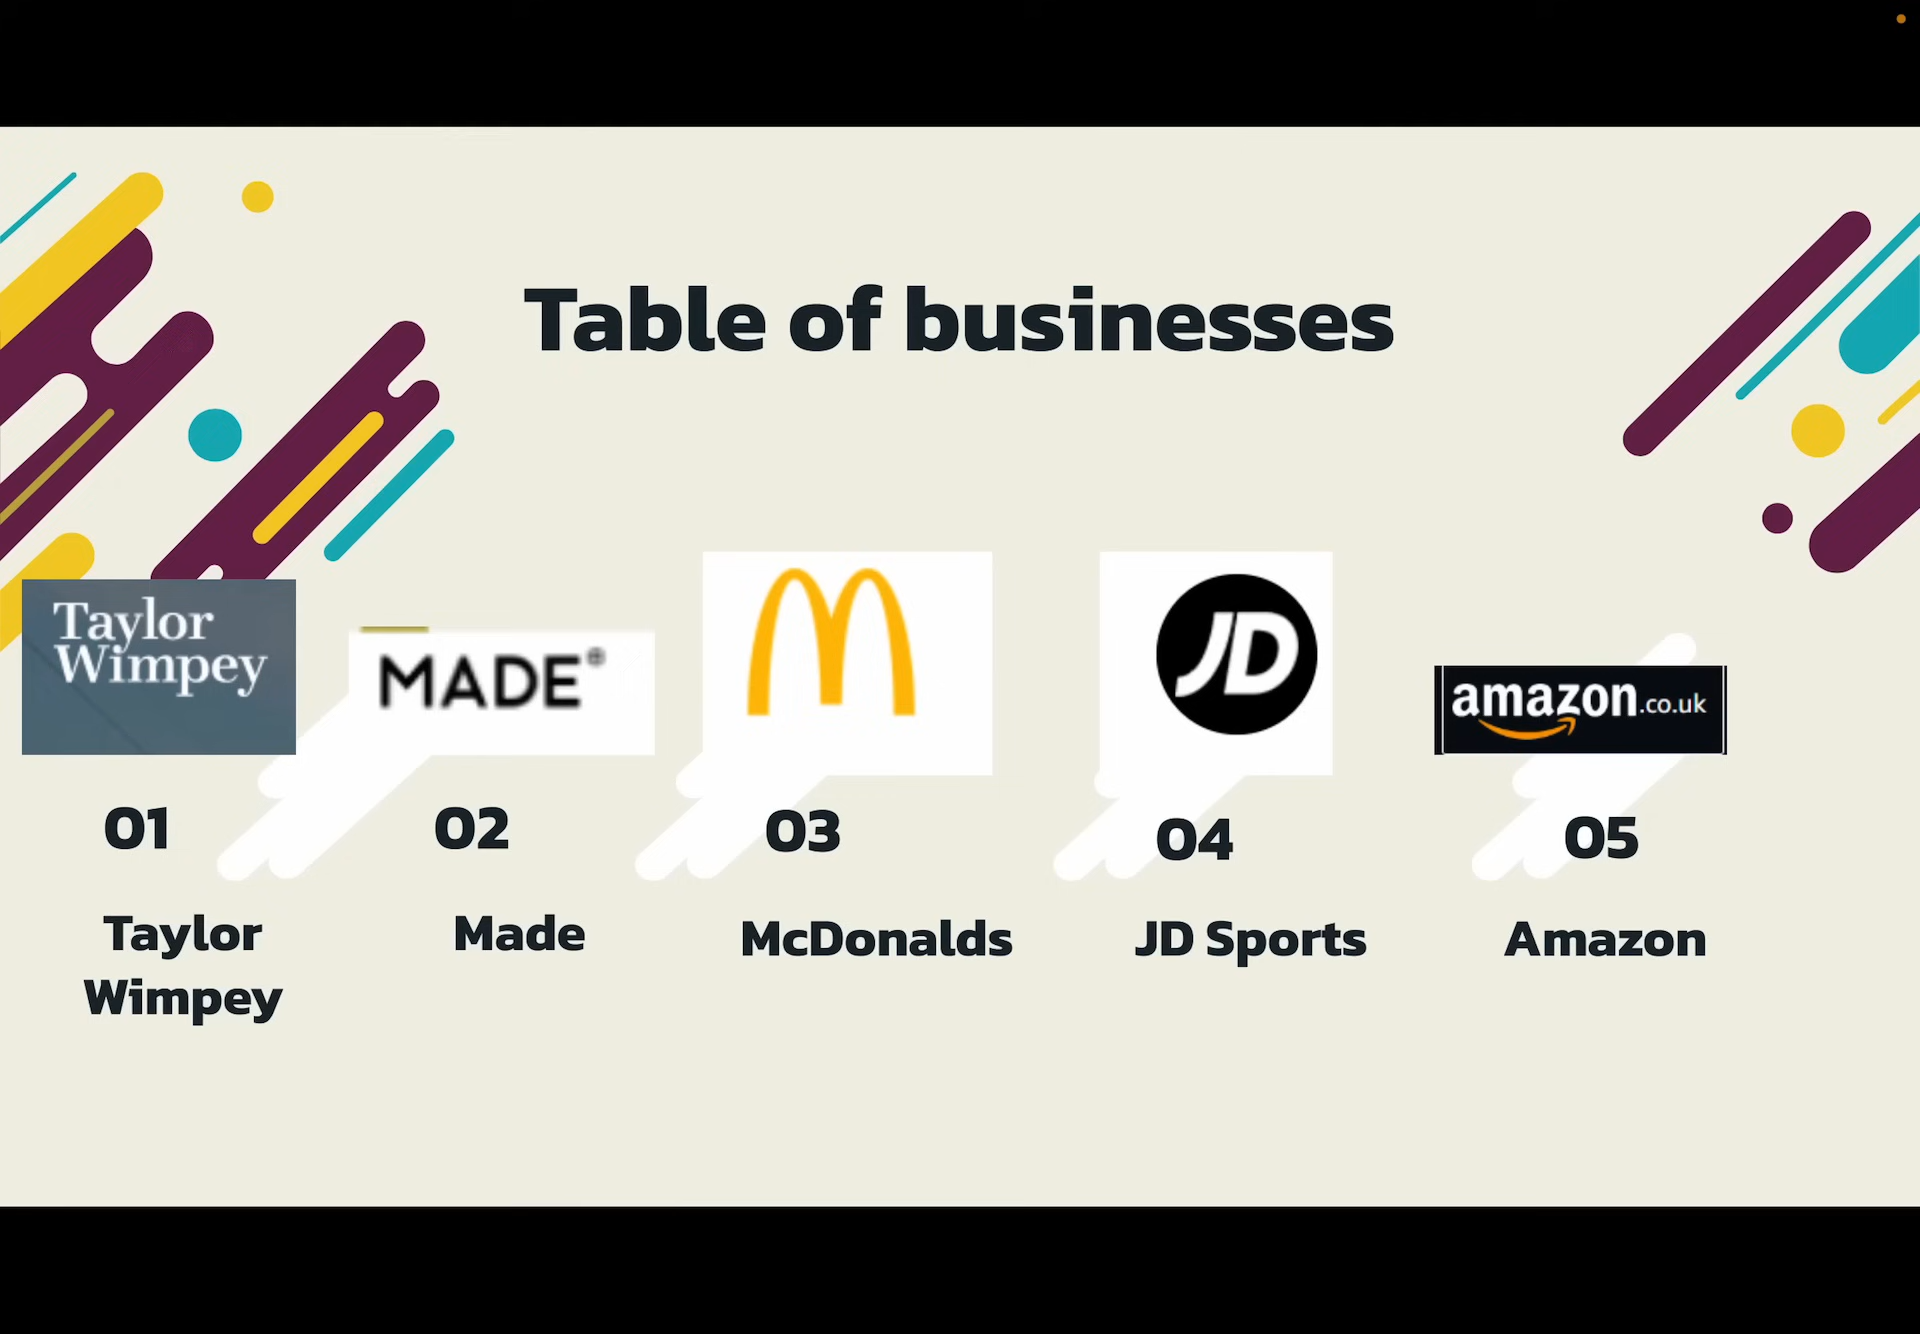 Table of businesses
Taylor
Wimpey
MADE
M
JD
amazon.co.uk
01
02
03
04
05
Taylor
Wimpey
Made
McDonalds
JD Sports
Amazon